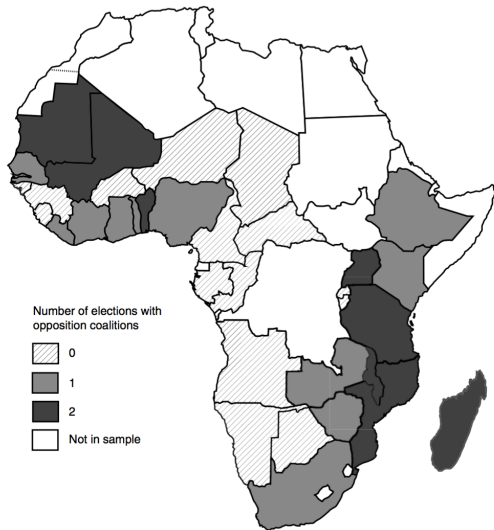 Number of elections with
opposition coalitions
0
1
2
Not in sample